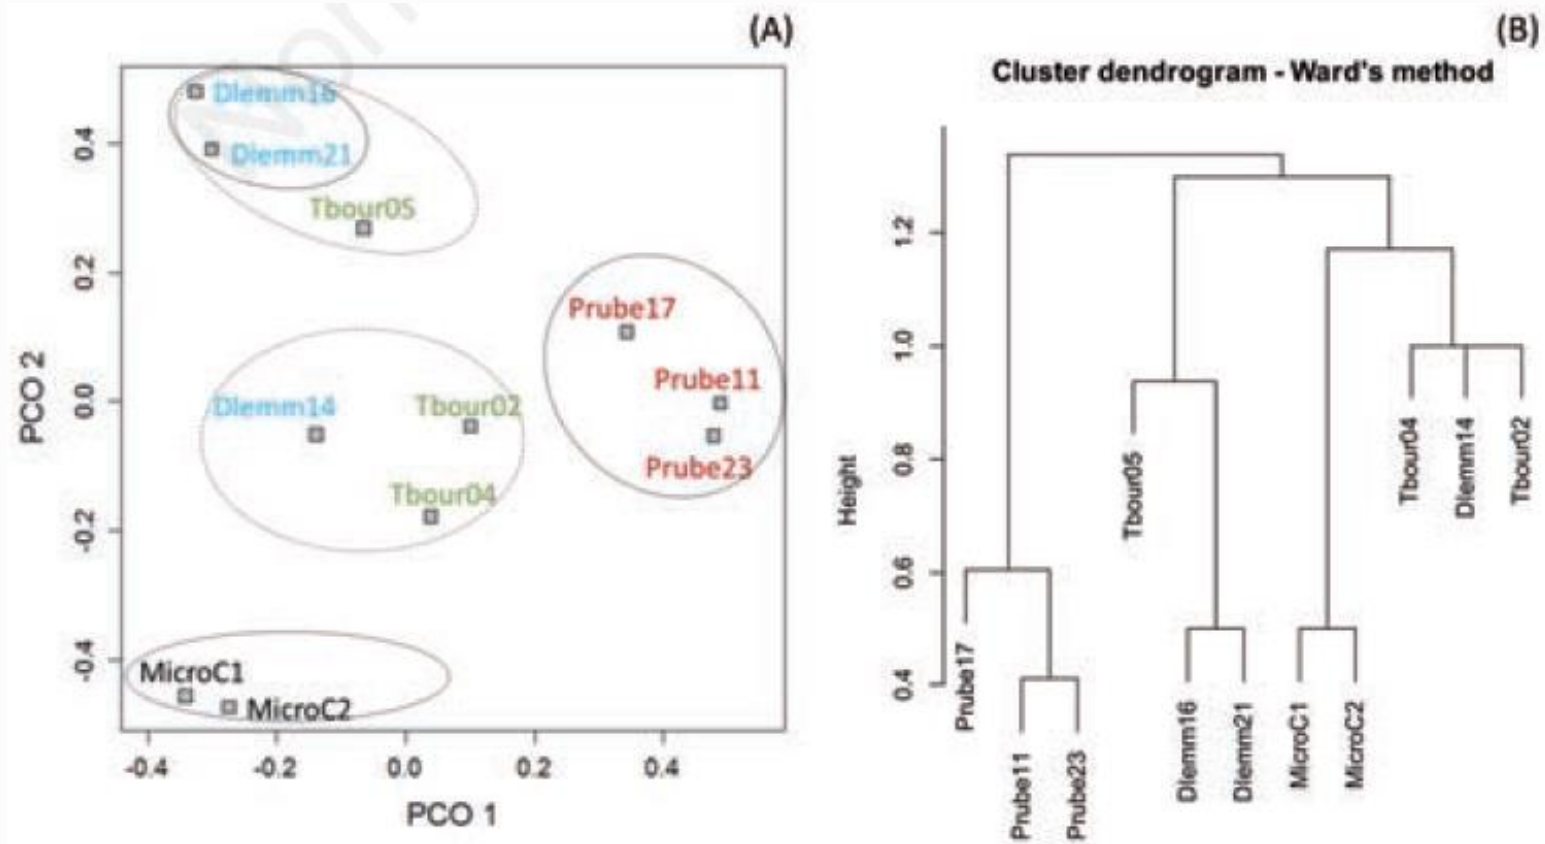 (A)
Dlemm16
Dlemm21
Tbour05
Prube17
Prube11
Prube23
Dlemm14
Tbour02
Tbour04
MicroC1
MicroC2
0.4
0.2
0.0
-0.2
-0.4
PCO 2
-0.4 -0.2 0.0 0.2 0.4
PCO 1
(B)
Cluster dendrogram - Ward's method
1.2
1.0
0.8
0.6
0.4
Height
Prube17
Prube11
Prube23
Tbour05
Dlemm16
Dlemm21
MicroC1
MicroC2
Tbour04
Dlemm14
Tbour02